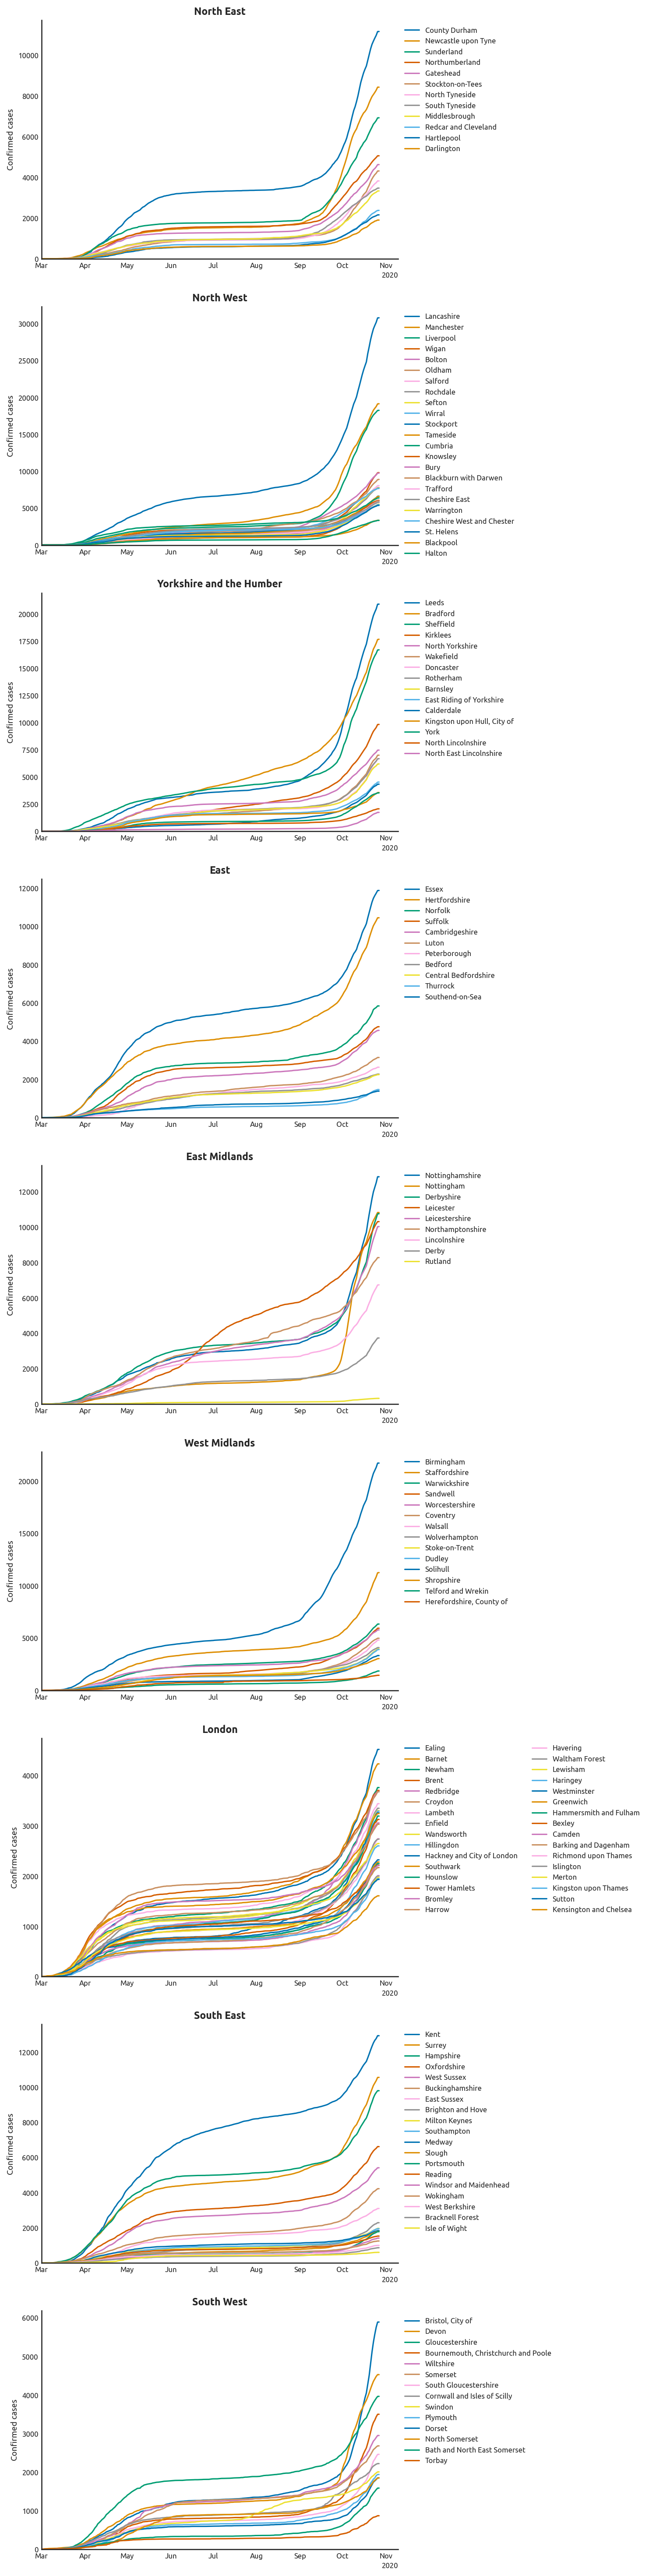 North East
Confirmed cases
10000
8000
6000
4000
2000
0
Mar Apr May Jun Jul Aug Sep Oct Nov
2020
County Durham
Newcastle upon Tyne
Sunderland
Northumberland
Gateshead
Stockton-on-Tees
North Tyneside
South Tyneside
Middlesbrough
Redcar and Cleveland
Hartlepool
Darlington
North West
Confirmed cases
30000
25000
20000
15000
10000
5000
0
Mar Apr May Jun Jul Aug Sep Oct Nov
2020
Lancashire
Manchester
Liverpool
Wigan
Bolton
Oldham
Salford
Rochdale
Sefton
Wirral
Stockport
Tameside
Cumbria
Knowsley
Bury
Blackburn with Darwen
Trafford
Cheshire East
Warrington
Cheshire West and Chester
St. Helens
Blackpool
Halton
Yorkshire and the Humber
Confirmed cases
20000
17500
15000
12500
10000
7500
5000
2500
0
Mar Apr May Jun Jul Aug Sep Oct Nov
2020
Leeds
Bradford
Sheffield
Kirklees
North Yorkshire
Wakefield
Doncaster
Rotherham
Barnsley
East Riding of Yorkshire
Calderdale
Kingston upon Hull, City of
York
North Lincolnshire
North East Lincolnshire
East
Confirmed cases
12000
10000
8000
6000
4000
2000
0
Mar Apr May Jun Jul Aug Sep Oct Nov
2020
Essex
Hertfordshire
Norfolk
Suffolk
Cambridgeshire
Luton
Peterborough
Bedford
Central Bedfordshire
Thurrock
Southend-on-Sea
East Midlands
Confirmed cases
12000
10000
8000
6000
4000
2000
0
Mar Apr May Jun Jul Aug Sep Oct Nov
2020
Nottinghamshire
Nottingham
Derbyshire
Leicester
Leicestershire
Northamptonshire
Lincolnshire
Derby
Rutland
West Midlands
Confirmed cases
20000
15000
10000
5000
0
Mar Apr May Jun Jul Aug Sep Oct Nov
2020
Birmingham
Staffordshire
Warwickshire
Sandwell
Worcestershire
Coventry
Walsall
Wolverhampton
Stoke-on-Trent
Dudley
Solihull
Shropshire
Telford and Wrekin
Herefordshire, County of
London
Confirmed cases
4000
3000
2000
1000
0
Mar Apr May Jun Jul Aug Sep Oct Nov
2020
Ealing
Barnet
Newham
Brent
Redbridge
Croydon
Lambeth
Enfield
Wandsworth
Hillingdon
Hackney and City of London
Southwark
Hounslow
Tower Hamlets
Bromley
Harrow
Havering
Waltham Forest
Lewisham
Haringey
Westminster
Greenwich
Hammersmith and Fulham
Bexley
Camden
Barking and Dagenham
Richmond upon Thames
Islington
Merton
Kingston upon Thames
Sutton
Kensington and Chelsea
South East
Confirmed cases
12000
10000
8000
6000
4000
2000
0
Mar Apr May Jun Jul Aug Sep Oct Nov
2020
Kent
Surrey
Hampshire
Oxfordshire
West Sussex
Buckinghamshire
East Sussex
Brighton and Hove
Milton Keynes
Southampton
Medway
Slough
Portsmouth
Reading
Windsor and Maidenhead
Wokingham
West Berkshire
Bracknell Forest
Isle of Wight
South West
Confirmed cases
6000
5000
4000
3000
2000
1000
0
Mar Apr May Jun Jul Aug Sep Oct Nov
2020
Bristol, City of
Devon
Gloucestershire
Bournemouth, Christchurch and Poole
Wiltshire
Somerset
South Gloucestershire
Cornwall and Isles of Scilly
Swindon
Plymouth
Dorset
North Somerset
Bath and North East Somerset
Torbay